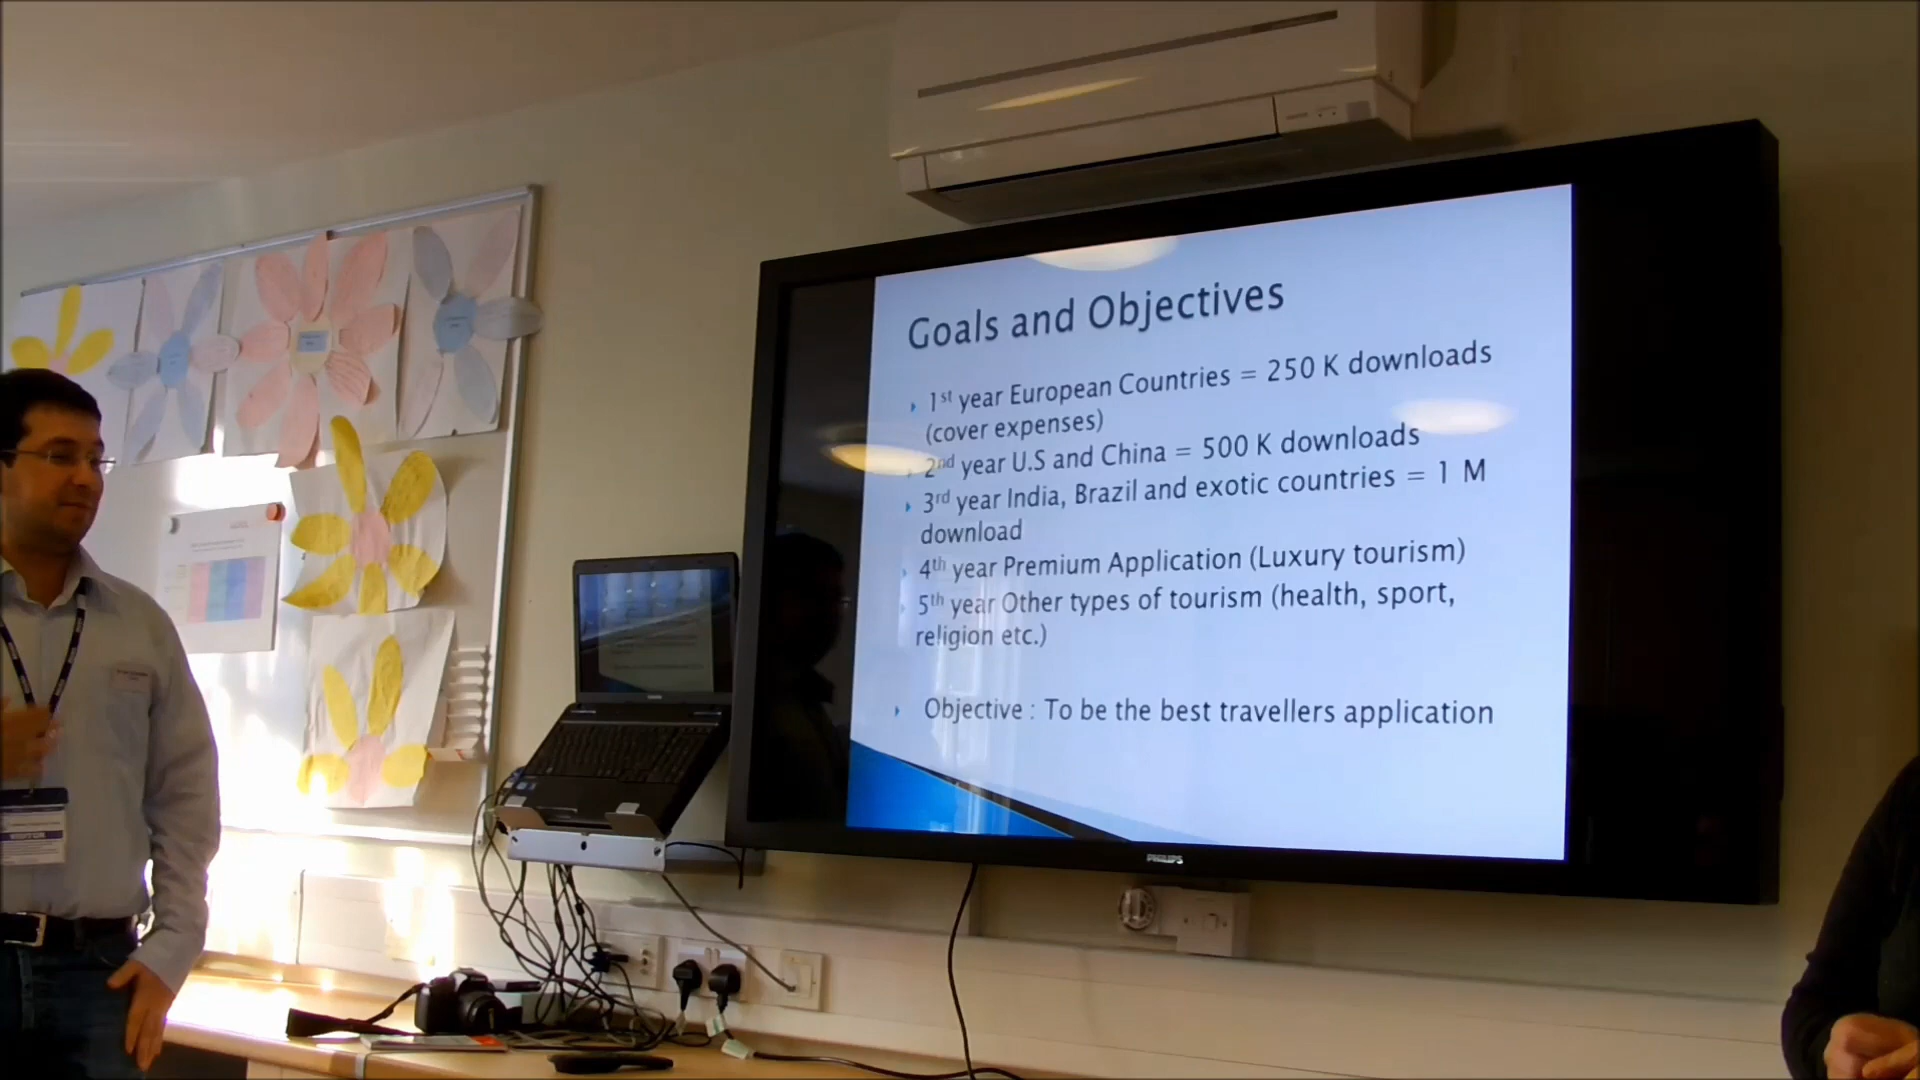 Goals and Objectives
1st year European Countries = 250 K downloads
(cover expenses)
2nd year U.S and China = 500 K downloads
3rd year India, Brazil and exotic countries = 1 M
download
4th year Premium Application (Luxury tourism)
5th year Other types of tourism (health, sport,
religion etc.)
Objective : To be the best travellers application
PHILIPS
VISITOR